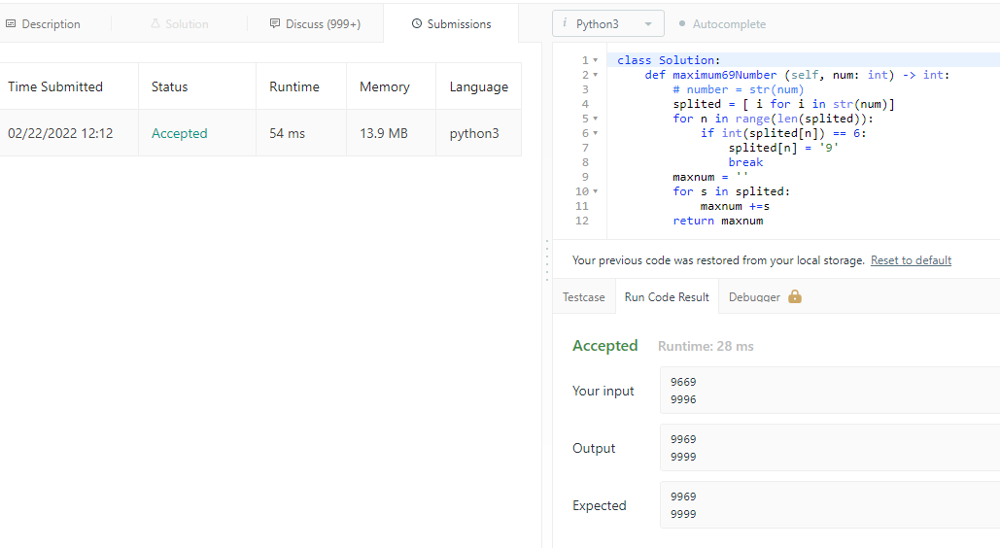 Description Solution Discuss (999+) Submissions
Time Submitted Status Runtime Memory Language
02/22/2022 12:12 Accepted 54 ms 13.9 MB python3
i Python3 Autocomplete
1 class Solution:
2 def maximum69Number (self, num: int) -> int:
3 # number = str(num)
4 splited = [ i for i in str(num)]
5 for n in range(len(splited)):
6 if int(splited[n]) == 6:
7 splited[n] = '9'
8 break
9 maxnum = ''
10 for s in splited:
11 maxnum +=s
12 return maxnum
Your previous code was restored from your local storage. Reset to default
Testcase Run Code Result Debugger
Accepted Runtime: 28 ms
Your input
9669
9996
Output
9969
9999
Expected
9969
9999